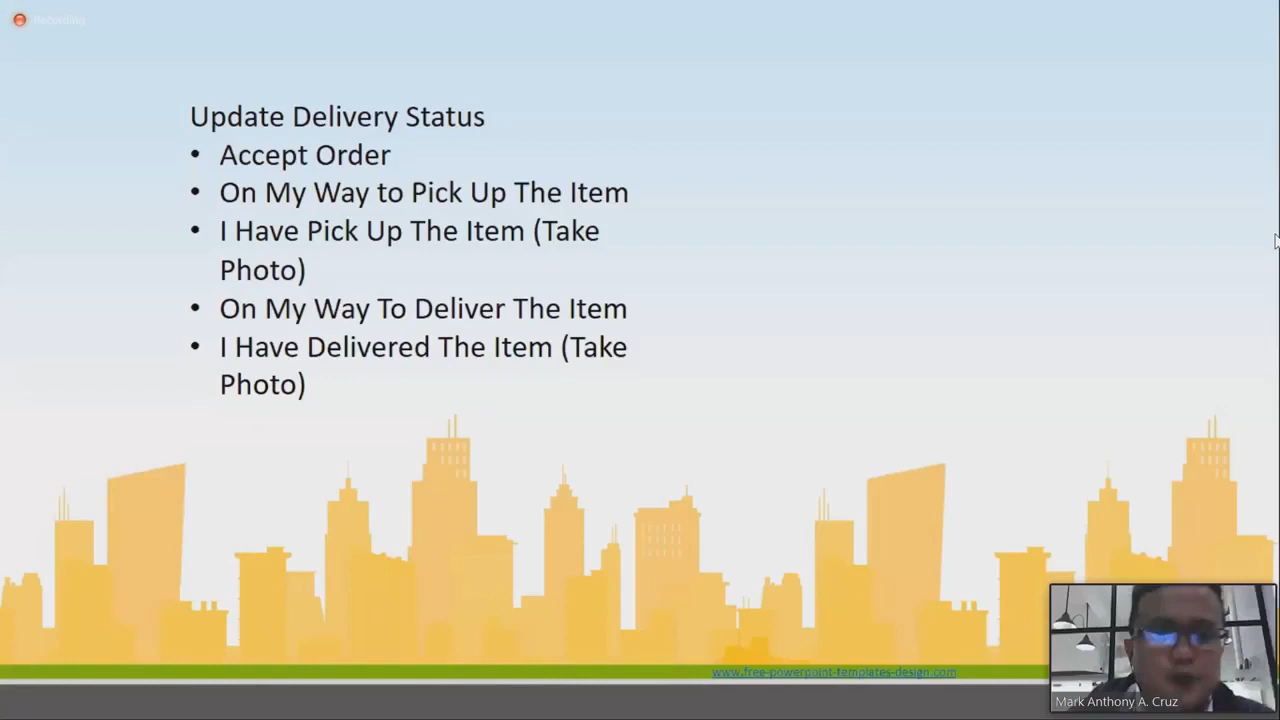 Recording
Update Delivery Status
• Accept Order
• On My Way to Pick Up The Item
• I Have Pick Up The Item (Take
Photo)
• On My Way To Deliver The Item
• I Have Delivered The Item (Take
Photo)
www.free-powerpoint-templates-design.com
Mark Anthony A. Cruz